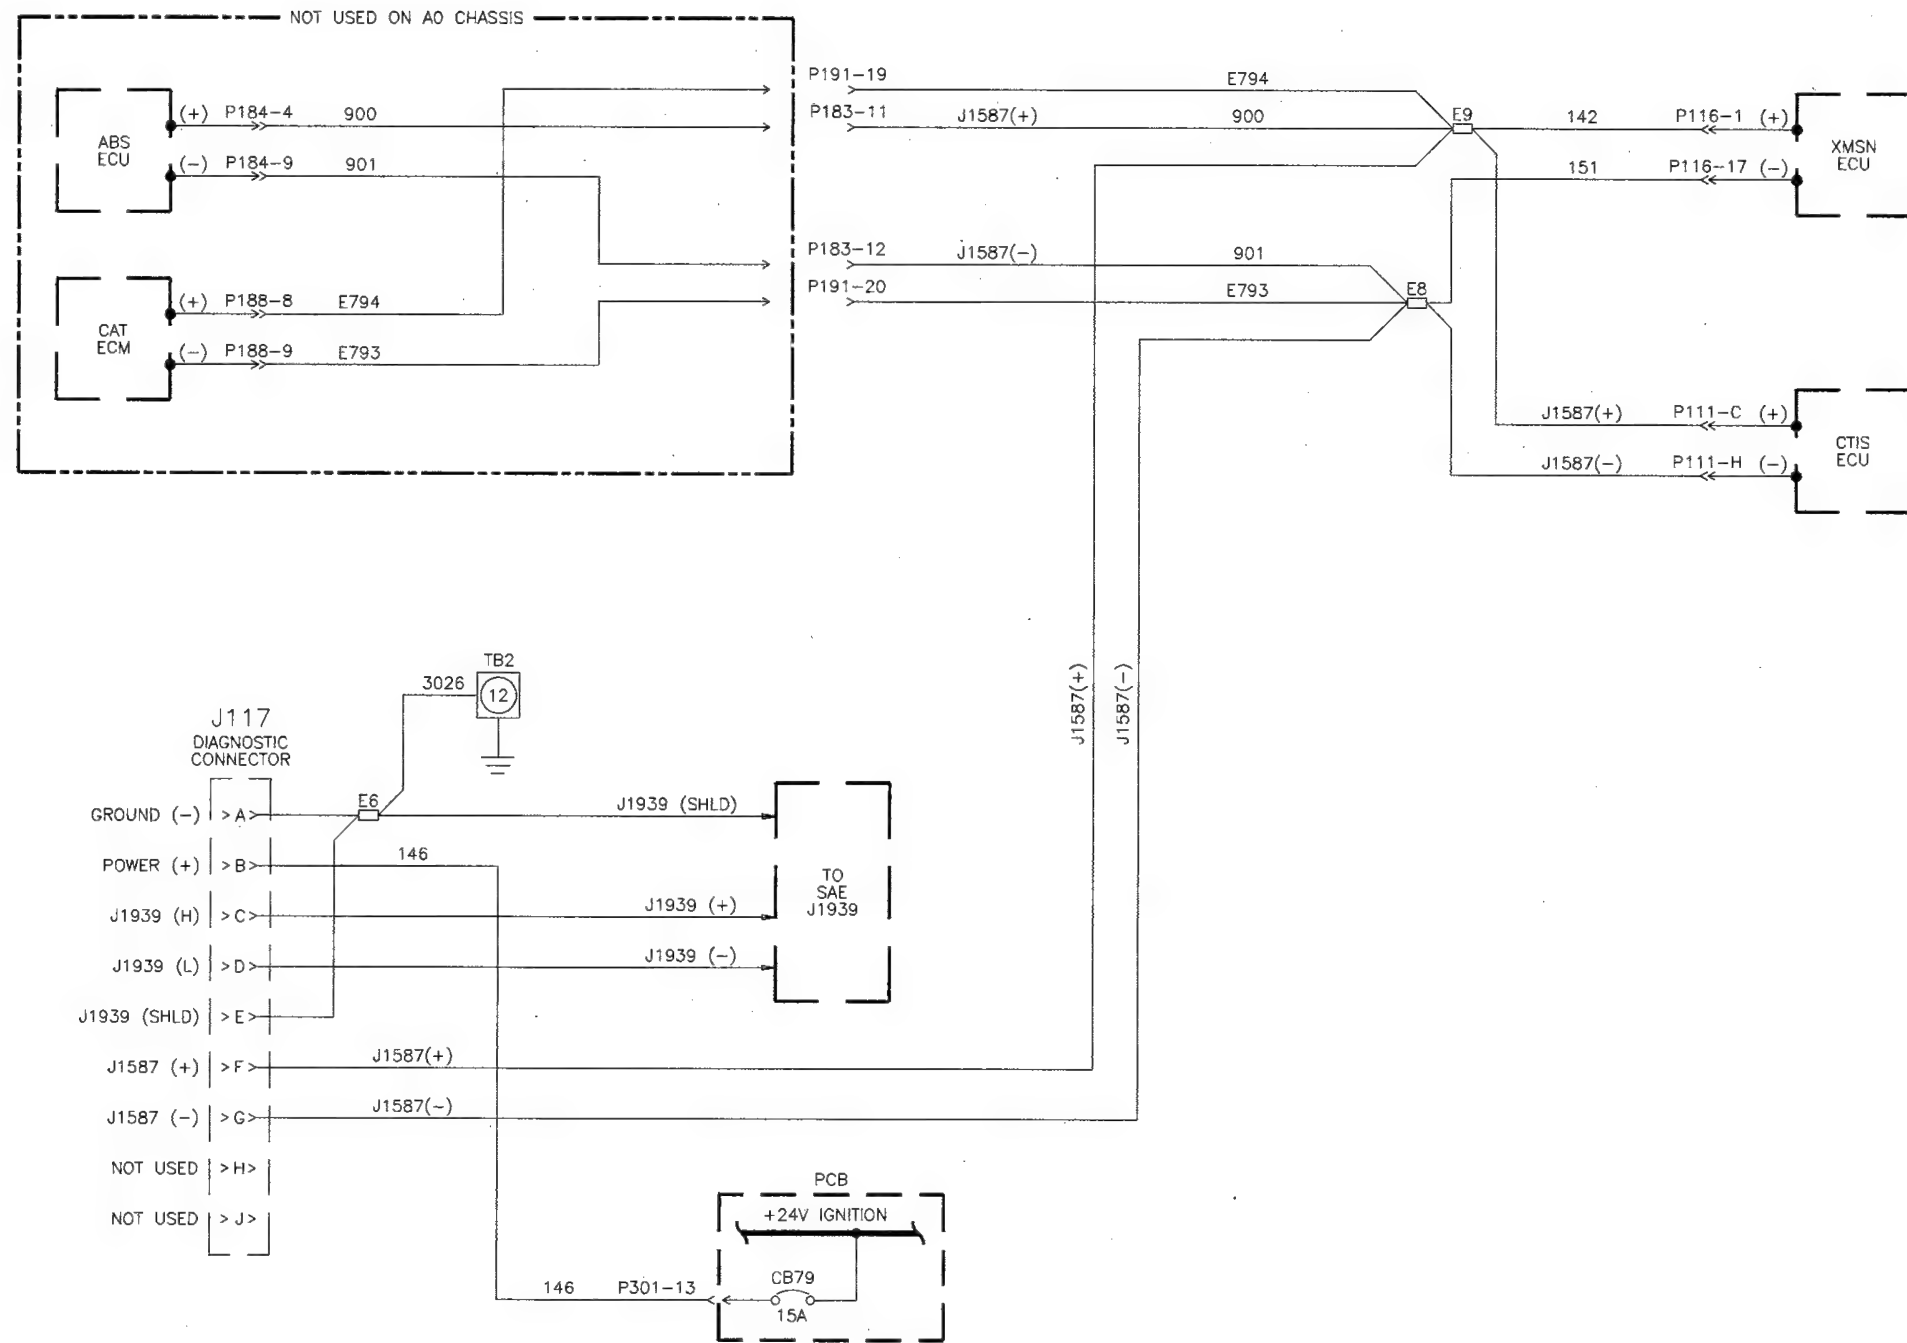 NOT USED ON A0 CHASSIS
P191-19
E794
(+) P184-4 900
P183-11 J1587(+) 900 E9 142 P116-1 (+)
ABS
ECU
XMSN
ECU
(-) P184-9 901
151 P116-17 (-)
P183-12 J1587(-) 901
P191-20 E793 E8
(+) P188-8 E794
CAT
ECM
(-) P188-9 E793
J1587(+) P111-C (+)
CTIS
ECU
J1587(-) P111-H (-)
TB2
3026 12
J1587(+)
J1587(-)
J117
DIAGNOSTIC
CONNECTOR
GROUND (-) >A> E6 J1939 (SHLD)
POWER (+) >B> 146
TO
SAE
J1939
J1939 (H) >C> J1939 (+)
J1939 (L) >D> J1939 (-)
J1939 (SHLD) >E>
J1587 (+) >F> J1587(+)
J1587 (-) >G> J1587(-)
NOT USED >H>
NOT USED >J>
PCB
+24V IGNITION
146 P301-13 CB79
15A